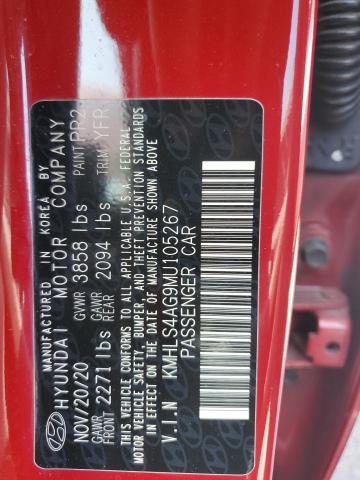 MANUFACTURED IN KOREA BY
HYUNDAI MOTOR COMPANY
NOV/20/20 GVWR 3858 lbs PAINT
GAWR FRONT 2271 lbs GAWR REAR 2094 lbs TRIM YFR
THIS VEHICLE CONFORMS TO ALL APPLICABLE U.S.A. FEDERAL
MOTOR VEHICLE SAFETY, BUMPER, AND THEFT PREVENTION STANDARDS
IN EFFECT ON THE DATE OF MANUFACTURE SHOWN ABOVE
V.I.N KMHLS4AG9MU105267
PASSENGER CAR